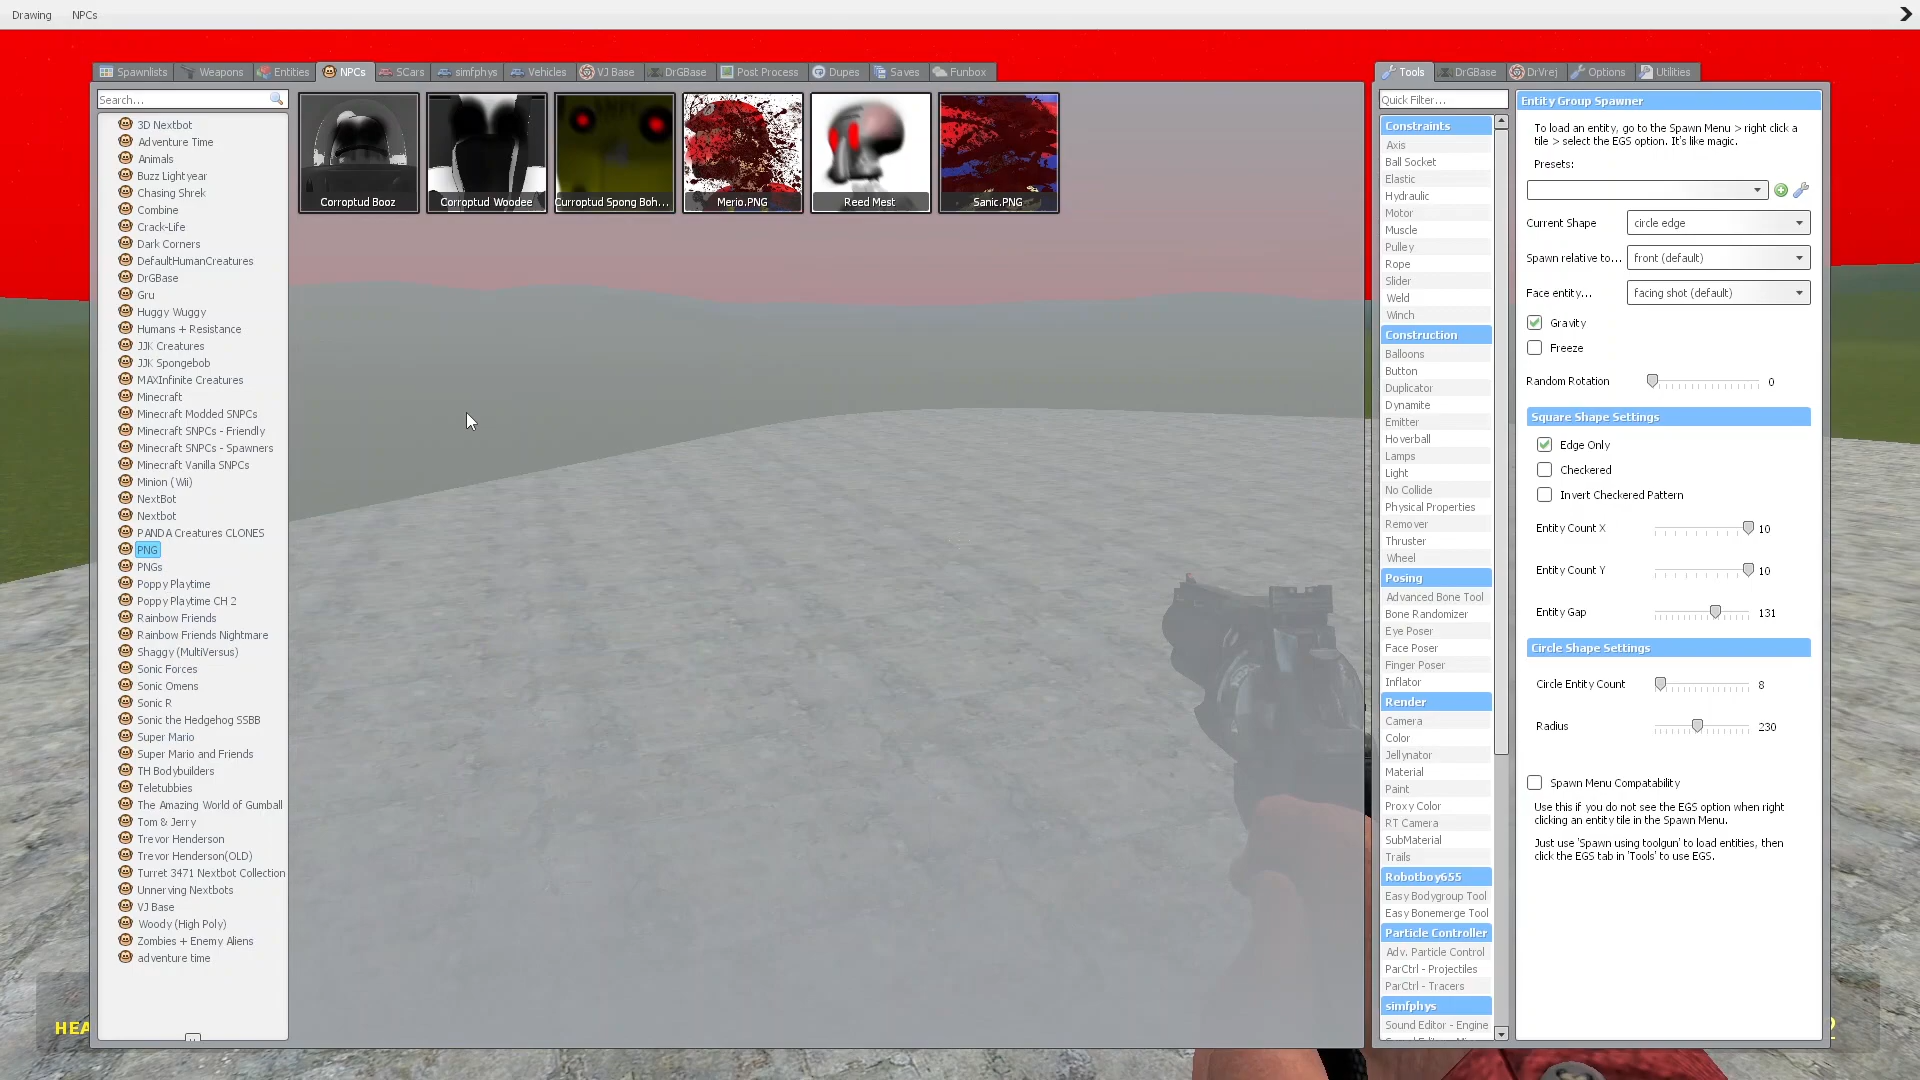 Drawing NPCs
Spawnlists Weapons Entities NPCs SCars simfphys Vehicles VJ Base DrGBase Post Process Dupes Saves Funbox
Search...
3D Nextbot
Adventure Time
Animals
Buzz Lightyear
Chasing Shrek
Combine
Crack-Life
Dark Corners
DefaultHumanCreatures
DrGBase
Gru
Huggy Wuggy
Humans + Resistance
JJK Creatures
JJK Spongebob
MAXInfinite Creatures
Minecraft
Minecraft Modded SNPCs
Minecraft SNPCs - Friendly
Minecraft SNPCs - Spawners
Minecraft Vanilla SNPCs
Minion (Wii)
NextBot
Nextbot
PANDA Creatures CLONES
PNG
PNGs
Poppy Playtime
Poppy Playtime CH 2
Rainbow Friends
Rainbow Friends Nightmare
Shaggy (MultiVersus)
Sonic Forces
Sonic Omens
Sonic R
Sonic the Hedgehog SSBB
Super Mario
Super Mario and Friends
TH Bodybuilders
Teletubbies
The Amazing World of Gumball
Tom & Jerry
Trevor Henderson
Trevor Henderson(OLD)
Turret 3471 Nextbot Collection
Unnerving Nextbots
VJ Base
Woody (High Poly)
Zombies + Enemy Aliens
adventure time
HEA
Corroptud Booz
Corroptud Woodee
Curroptud Spong Boh...
Merio.PNG
Reed Mest
Sanic.PNG
Tools DrGBase DrVrej Options Utilities
Quick Filter...
Constraints
Axis
Ball Socket
Elastic
Hydraulic
Motor
Muscle
Pulley
Rope
Slider
Weld
Winch
Construction
Balloons
Button
Duplicator
Dynamite
Emitter
Hoverball
Lamps
Light
No Collide
Physical Properties
Remover
Thruster
Wheel
Posing
Advanced Bone Tool
Bone Randomizer
Eye Poser
Face Poser
Finger Poser
Inflator
Render
Camera
Color
Jellynator
Material
Paint
Proxy Color
RT Camera
SubMaterial
Trails
Robotboy655
Easy Bodygroup Tool
Easy Bonemerge Tool
Particle Controller
Adv. Particle Control
ParCtrl - Projectiles
ParCtrl - Tracers
simfphys
Sound Editor - Engine
Entity Group Spawner
To load an entity, go to the Spawn Menu > right click a
tile > select the EGS option. It's like magic.
Presets:
Current Shape circle edge
Spawn relative to... front (default)
Face entity... facing shot (default)
Gravity
Freeze
Random Rotation 0
Square Shape Settings
Edge Only
Checkered
Invert Checkered Pattern
Entity Count X 10
Entity Count Y 10
Entity Gap 131
Circle Shape Settings
Circle Entity Count 8
Radius 230
Spawn Menu Compatability
Use this if you do not see the EGS option when right
clicking an entity tile in the Spawn Menu.
Just use 'Spawn using toolgun' to load entities, then
click the EGS tab in 'Tools' to use EGS.